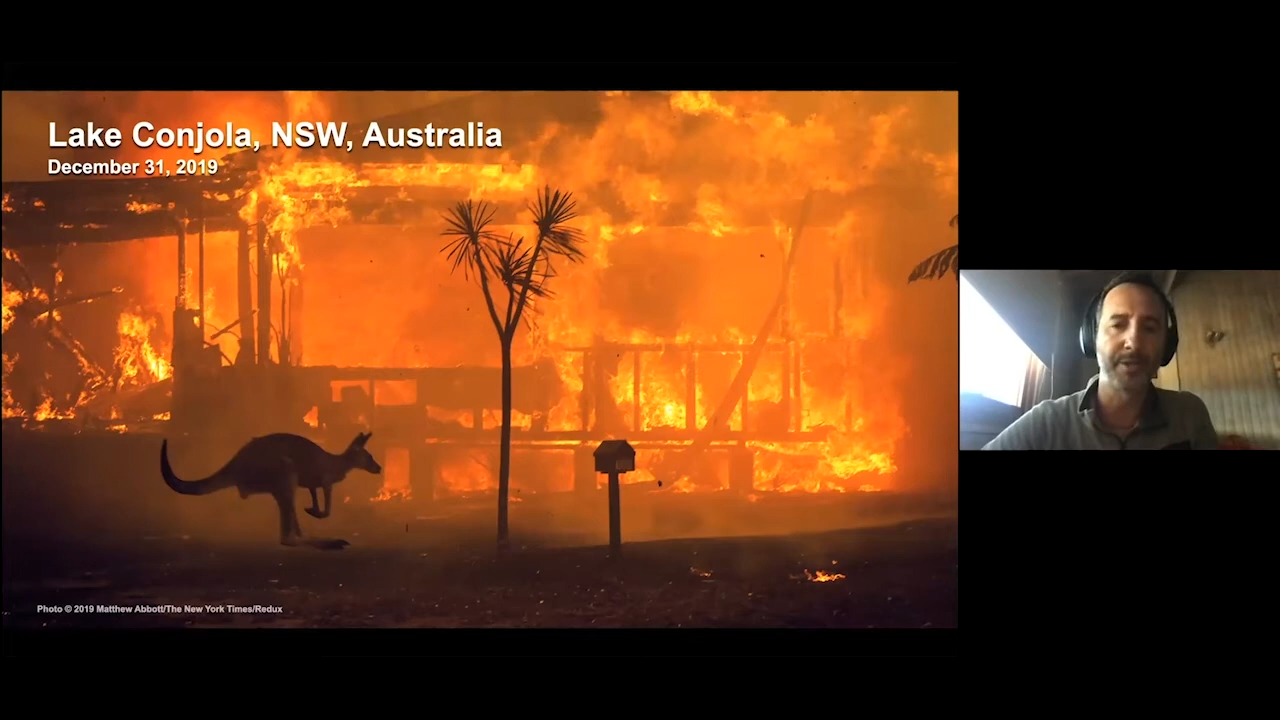 Lake Conjola, NSW, Australia
December 31, 2019
Photo © 2019 Matthew Abbott/The New York Times/Redux